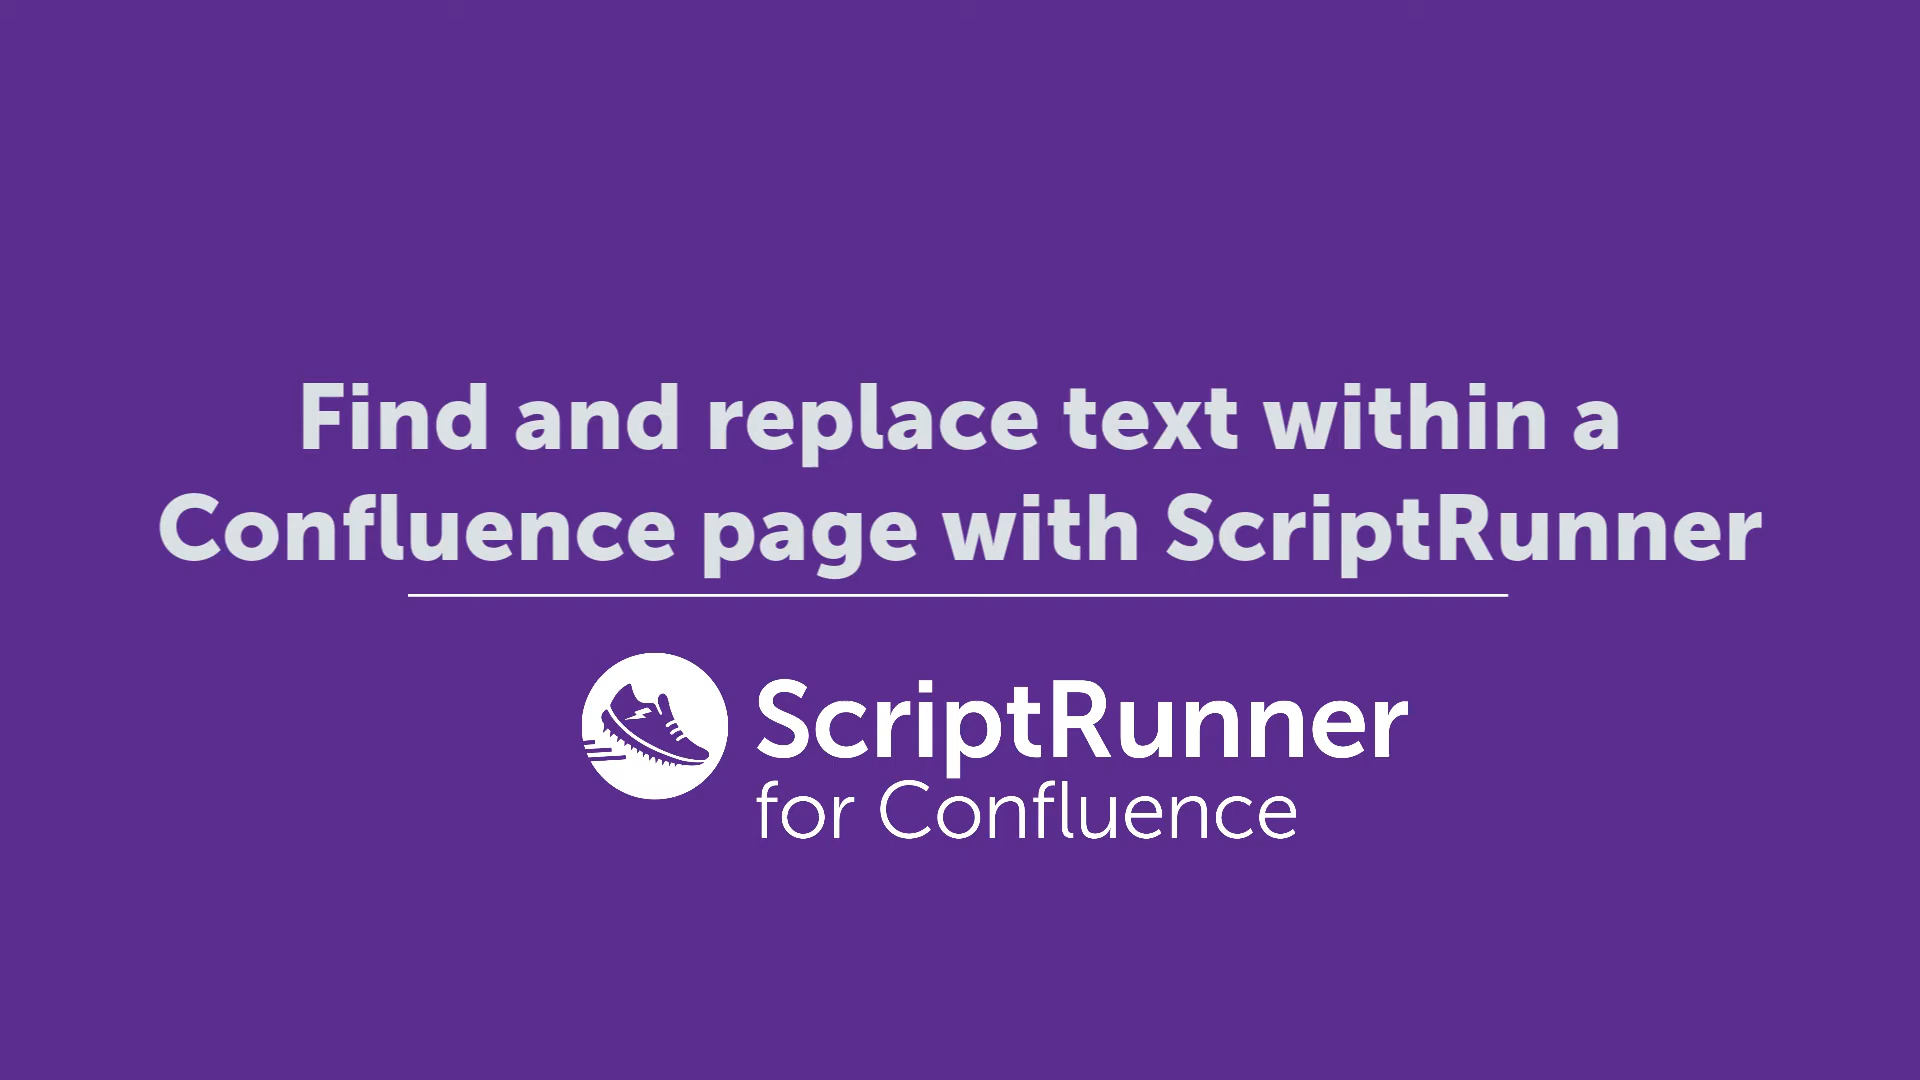 Find and replace text within a
Confluence page with ScriptRunner
ScriptRunner
for Confluence